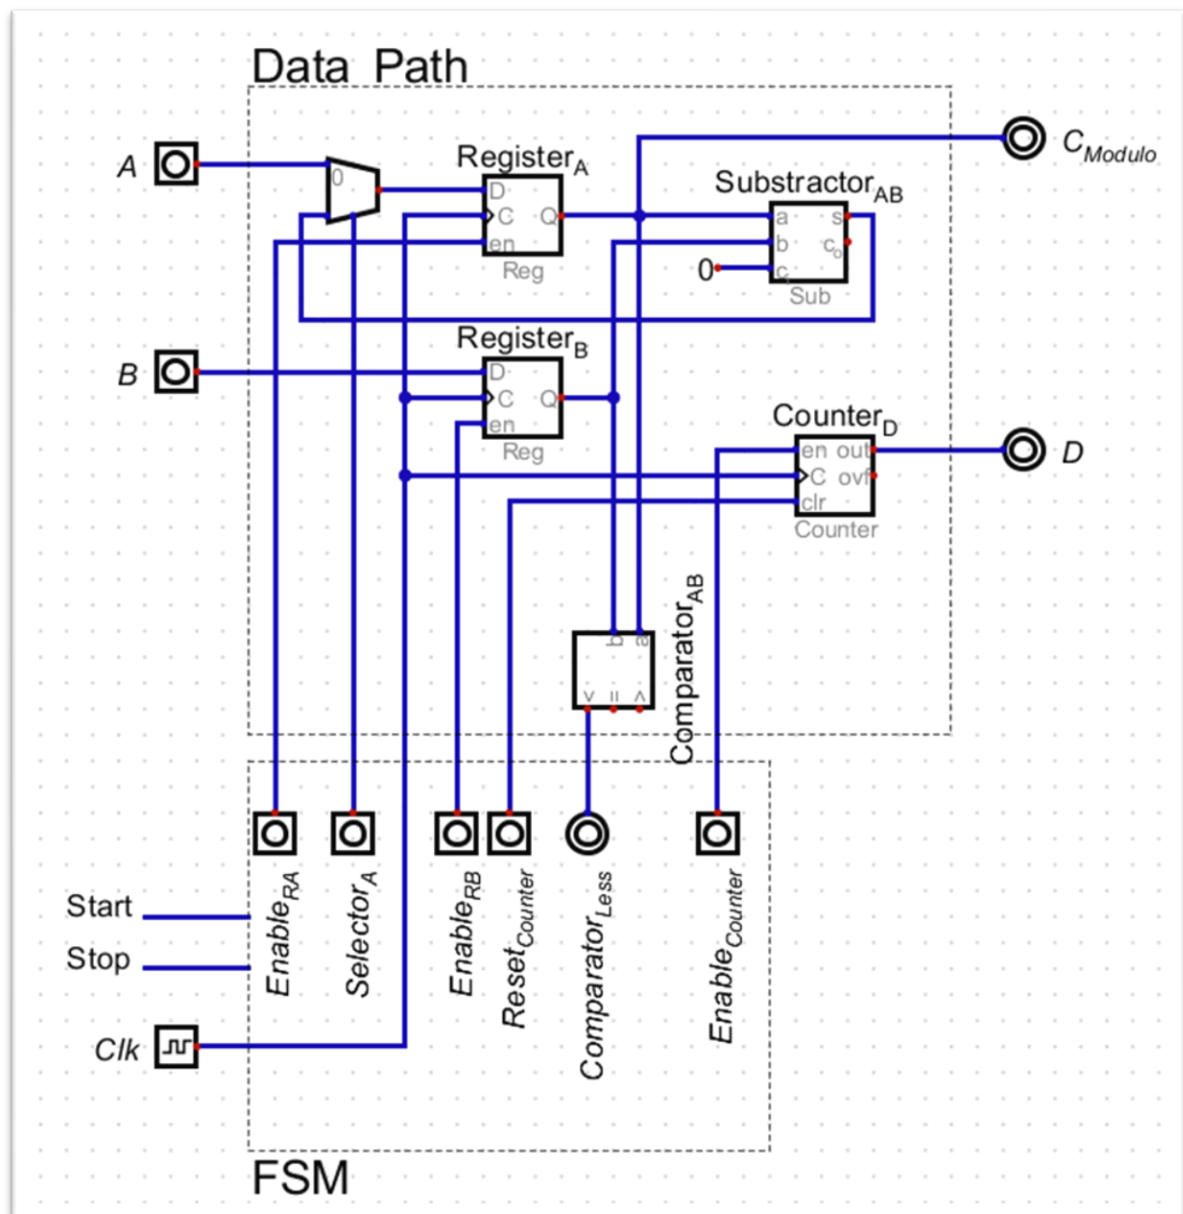 Data Path
A
0
Register_A
D
C
en
Q
Reg
Substractor_AB
a
b
c_i
s
c_o
0
Sub
C_Modulo
B
Register_B
D
C
en
Q
Reg
Counter_D
en out
C ovf
clr
Counter
D
Comparator_AB
b a
< = >
Enable_RA
Selector_A
Enable_RB
Reset_Counter
Comparator_Less
Enable_Counter
Start
Stop
Clk
FSM